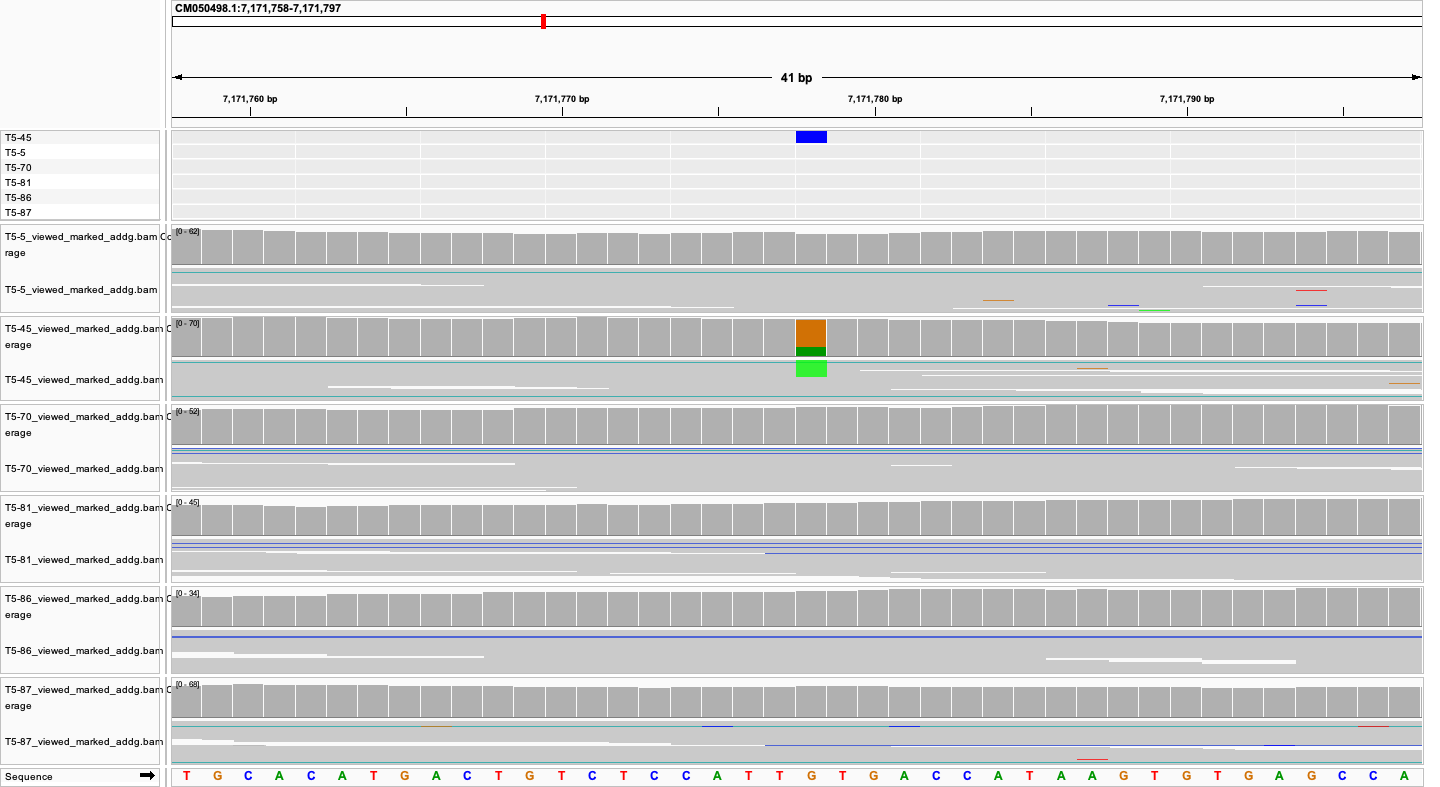 CM050498.1:7,171,758-7,171,797
41 bp
7,171,760 bp 7,171,770 bp 7,171,780 bp 7,171,790 bp
T5-45
T5-5
T5-70
T5-81
T5-86
T5-87
T5-5_viewed_marked_addg.bam Co
rage
[0 - 62]
T5-5_viewed_marked_addg.bam
T5-45_viewed_marked_addg.bam C
erage
[0 - 70]
T5-45_viewed_marked_addg.bam
T5-70_viewed_marked_addg.bam C
erage
[0 - 52]
T5-70_viewed_marked_addg.bam
T5-81_viewed_marked_addg.bam C
erage
[0 - 45]
T5-81_viewed_marked_addg.bam
T5-86_viewed_marked_addg.bam C
erage
[0 - 34]
T5-86_viewed_marked_addg.bam
T5-87_viewed_marked_addg.bam C
erage
[0 - 68]
T5-87_viewed_marked_addg.bam
Sequence T G C A C A T G A C T G T C T C C A T T G T G A C C A T A A G T G T G A G C C A